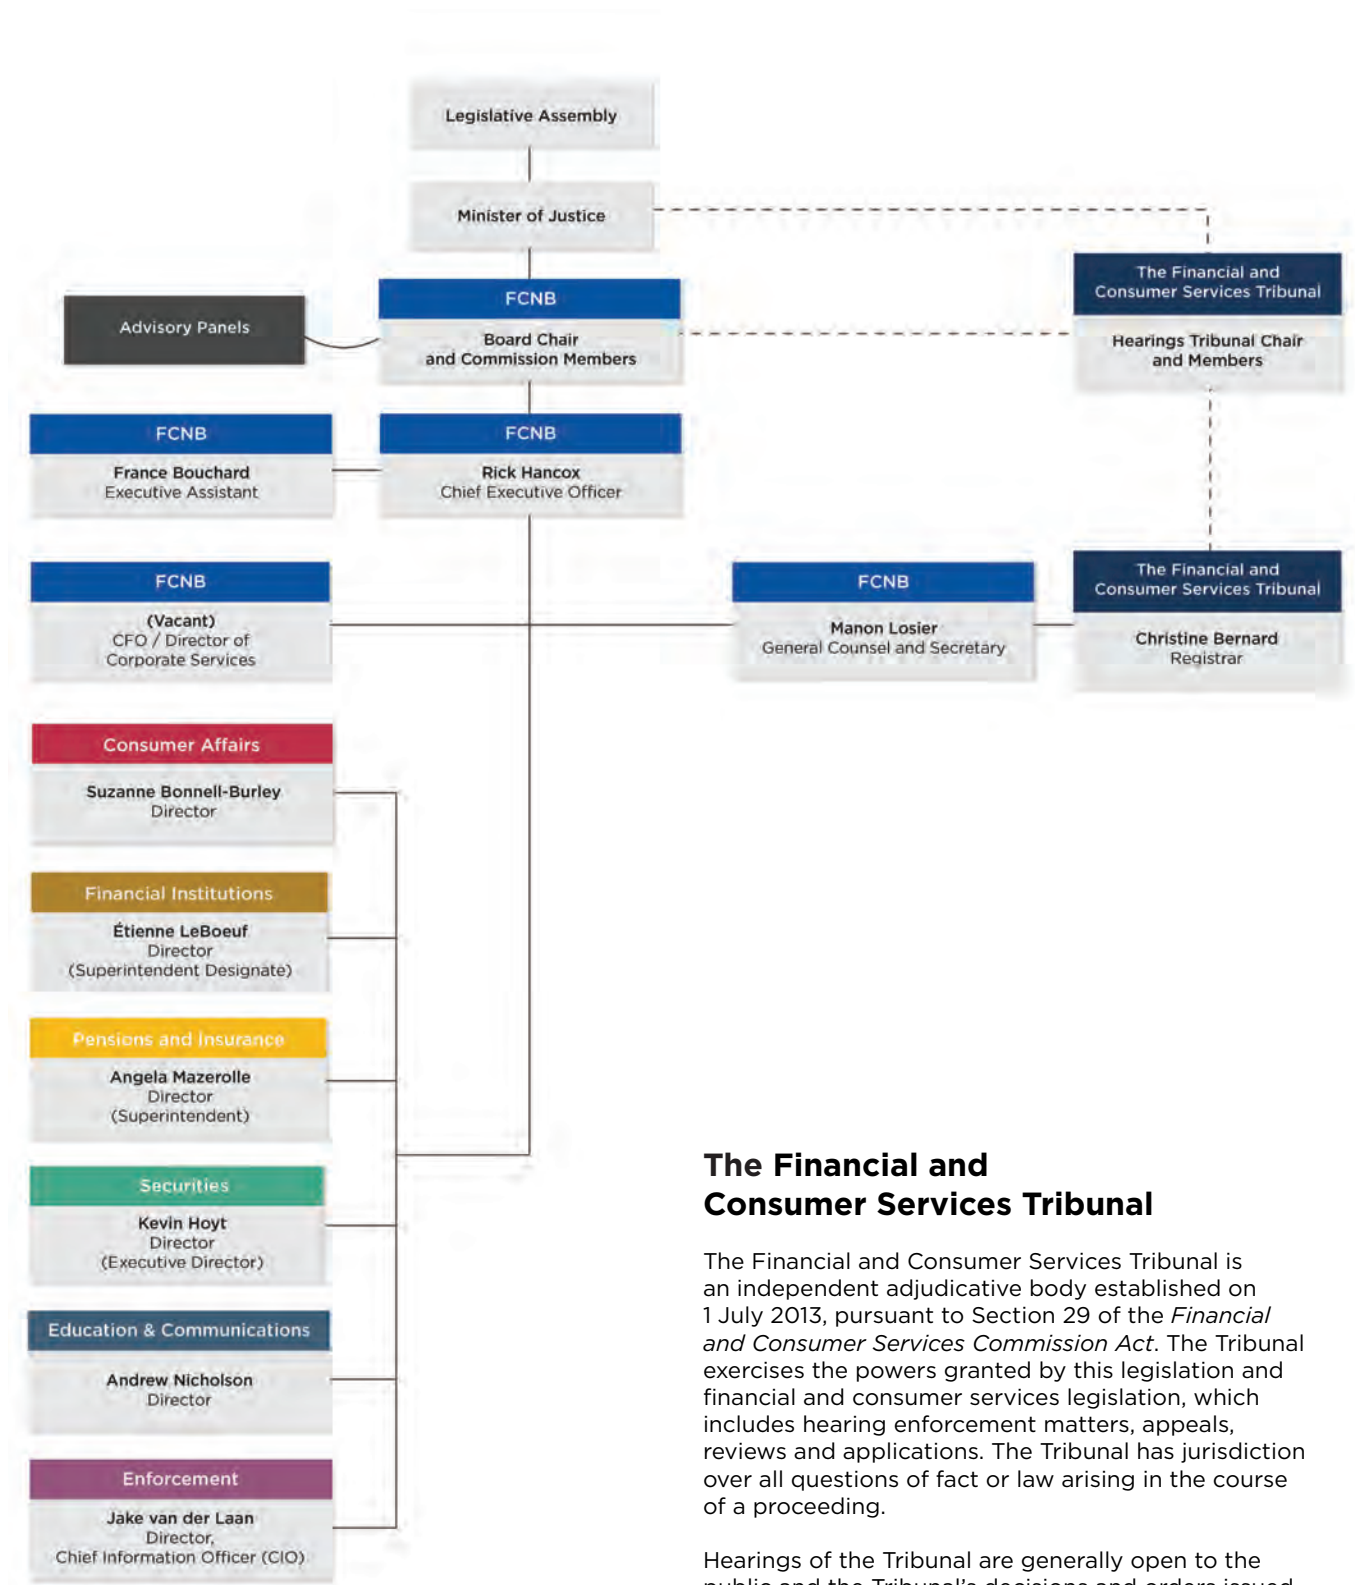 Legislative Assembly
Minister of Justice
The Financial and
Consumer Services Tribunal
Hearings Tribunal Chair
and Members
FCNB
Board Chair
and Commission Members
Advisory Panels
FCNB
France Bouchard
Executive Assistant
FCNB
Rick Hancox
Chief Executive Officer
FCNB
(Vacant)
CFO / Director of
Corporate Services
FCNB
Manon Losier
General Counsel and Secretary
The Financial and
Consumer Services Tribunal
Christine Bernard
Registrar
Consumer Affairs
Suzanne Bonnell-Burley
Director
Financial Institutions
Étienne LeBoeuf
Director
(Superintendent Designate)
Pensions and Insurance
Angela Mazerolle
Director
(Superintendent)
Securities
Kevin Hoyt
Director
(Executive Director)
Education & Communications
Andrew Nicholson
Director
Enforcement
Jake van der Laan
Director,
Chief Information Officer (CIO)
The Financial and
Consumer Services Tribunal
The Financial and Consumer Services Tribunal is
an independent adjudicative body established on
1 July 2013, pursuant to Section 29 of the Financial
and Consumer Services Commission Act. The Tribunal
exercises the powers granted by this legislation and
financial and consumer services legislation, which
includes hearing enforcement matters, appeals,
reviews and applications. The Tribunal has jurisdiction
over all questions of fact or law arising in the course
of a proceeding.
Hearings of the Tribunal are generally open to the
public and the Tribunal's decisions and orders issued